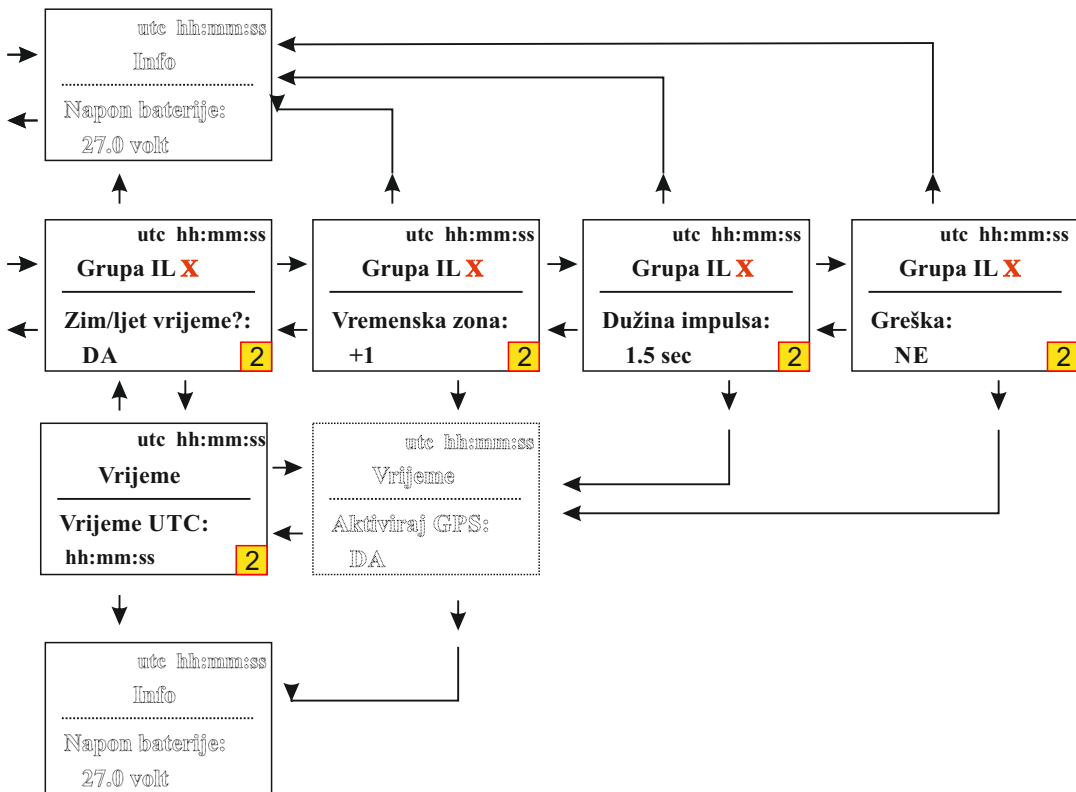 utc hh:mm:ss
Info
Napon baterije:
27.0 volt
utc hh:mm:ss
Grupa IL X
Zim/ljet vrijeme?:
DA
2
utc hh:mm:ss
Grupa IL X
Vremenska zona:
+1
2
utc hh:mm:ss
Grupa IL X
Dužina impulsa:
1.5 sec
2
utc hh:mm:ss
Grupa IL X
Greška:
NE
2
utc hh:mm:ss
Vrijeme
Vrijeme UTC:
hh:mm:ss
2
utc hh:mm:ss
Vrijeme
Aktiviraj GPS:
DA
utc hh:mm:ss
Info
Napon baterije:
27.0 volt